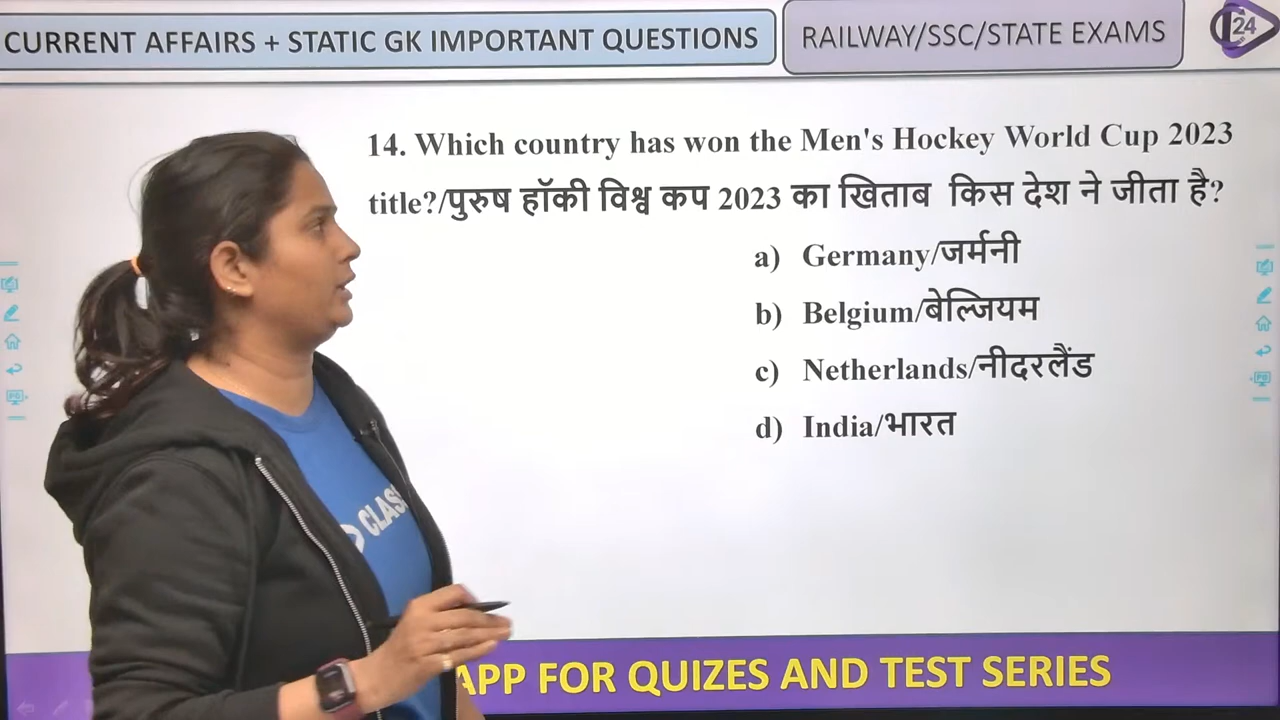 CURRENT AFFAIRS + STATIC GK IMPORTANT QUESTIONS
RAILWAY/SSC/STATE EXAMS
24
14. Which country has won the Men's Hockey World Cup 2023
title?/पुरुष हॉकी विश्व कप 2023 का खिताब किस देश ने जीता है?
a) Germany/जर्मनी
b) Belgium/बेल्जियम
c) Netherlands/नीदरलैंड
d) India/भारत
CLAS
APP FOR QUIZES AND TEST SERIES